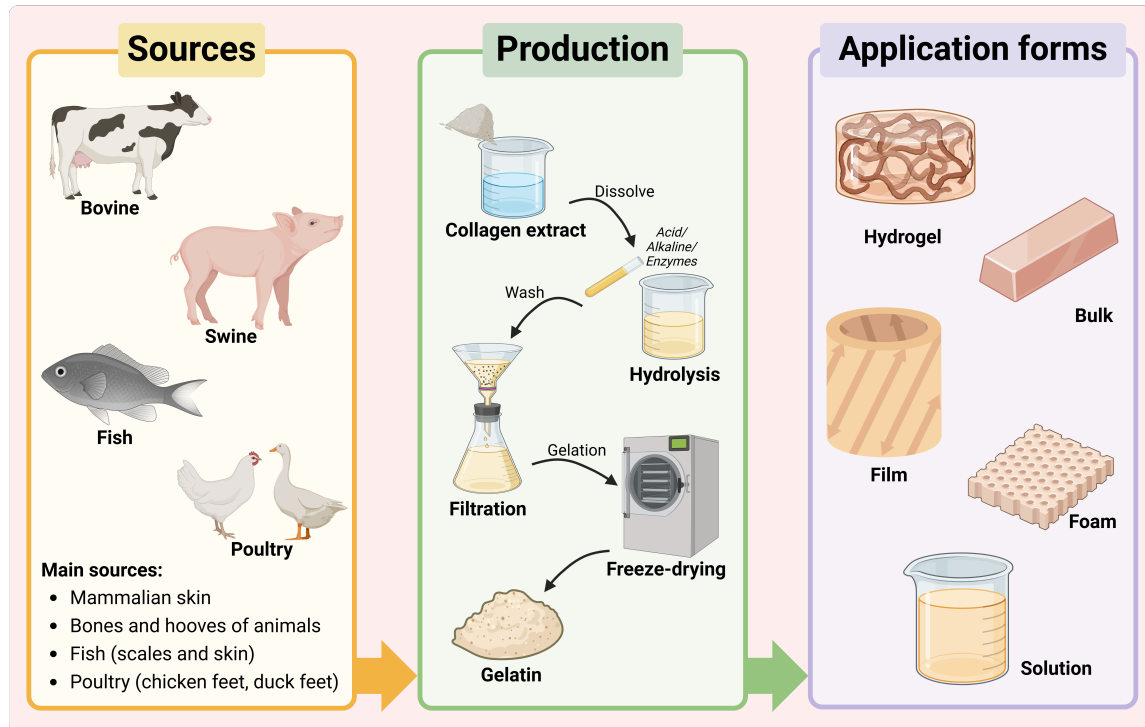 Sources
Bovine
Swine
Fish
Poultry
Main sources:
• Mammalian skin
• Bones and hooves of animals
• Fish (scales and skin)
• Poultry (chicken feet, duck feet)
Production
Dissolve
Collagen extract
Acid/
Alkaline/
Enzymes
Wash
Hydrolysis
Gelation
Filtration
Freeze-drying
Gelatin
Application forms
Hydrogel
Bulk
Film
Foam
Solution